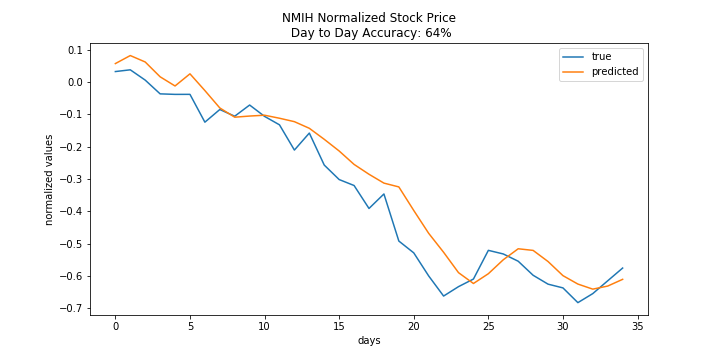 NMIH Normalized Stock Price
Day to Day Accuracy: 64%
true
predicted
normalized values
0.1
0.0
−0.1
−0.2
−0.3
−0.4
−0.5
−0.6
−0.7
0 5 10 15 20 25 30 35
days